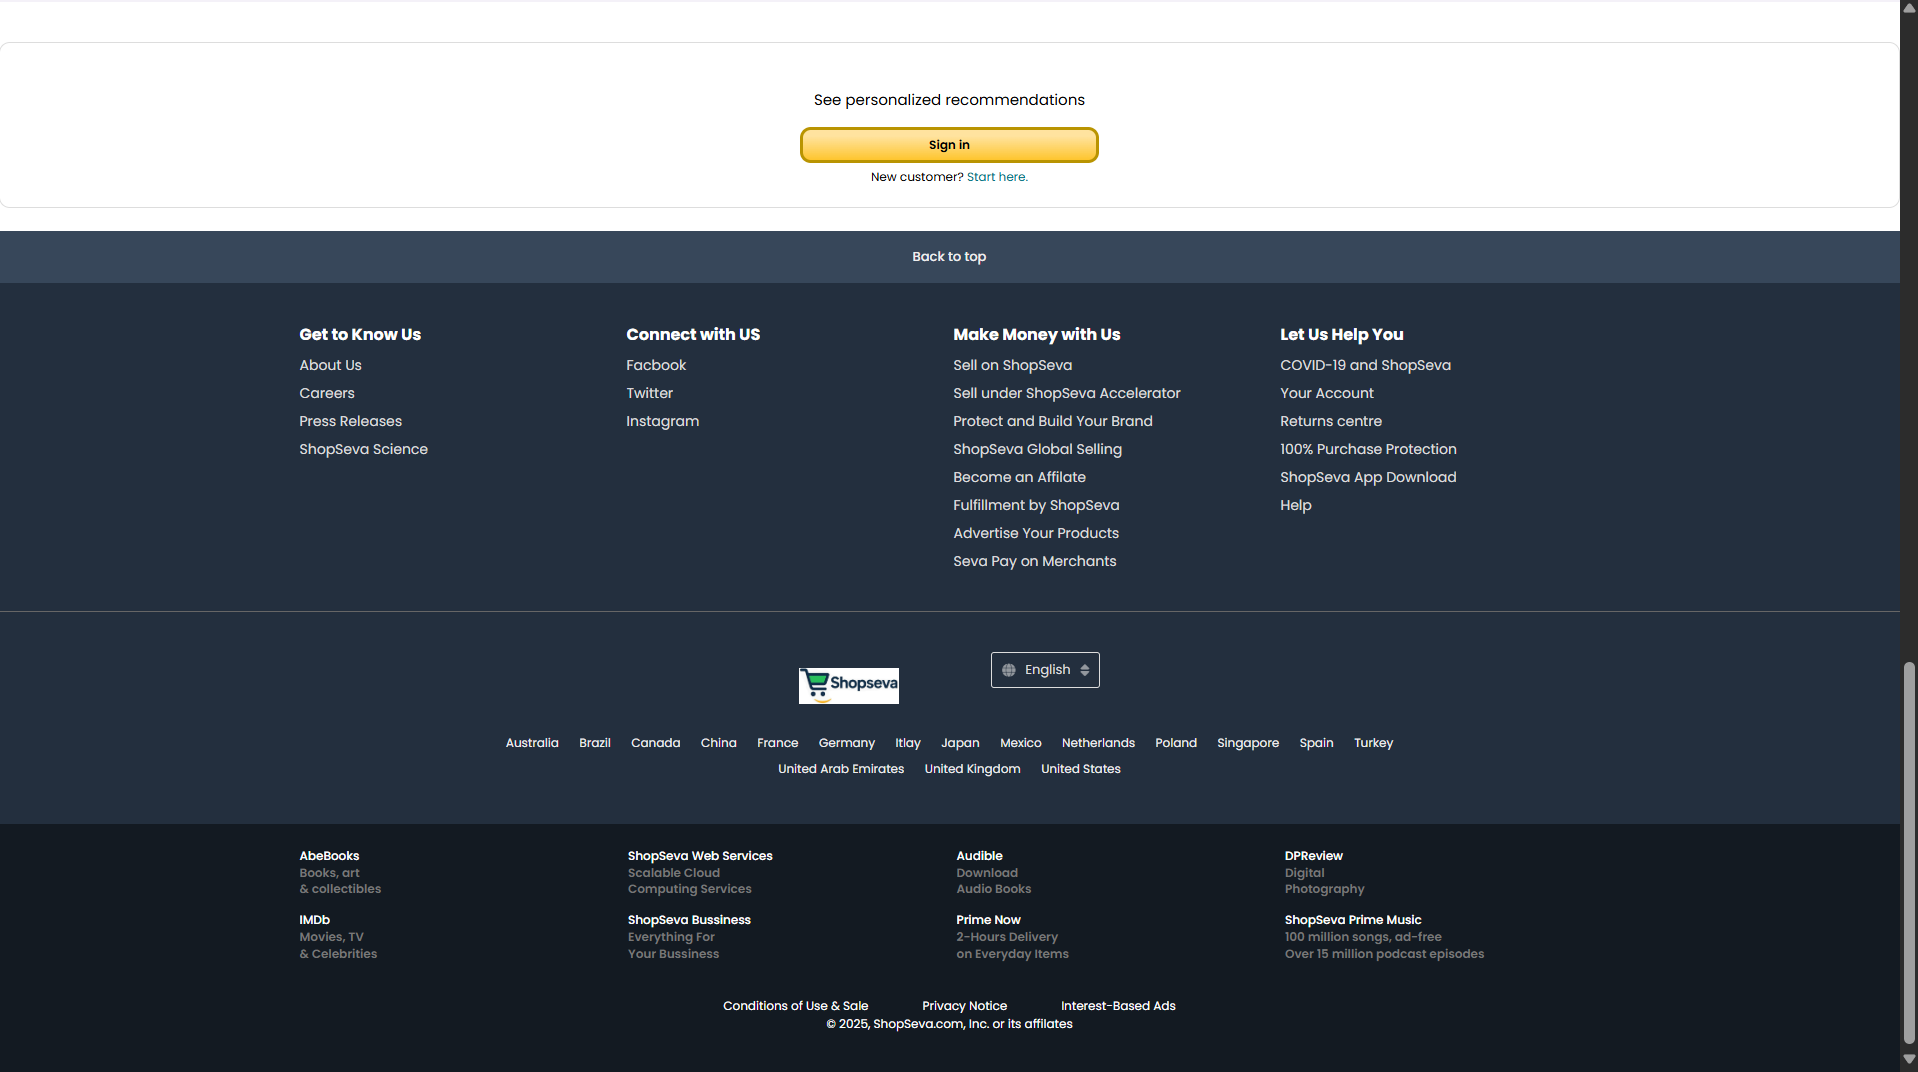 See personalized recommendations
Sign in
New customer? Start here.
Back to top
Get to Know Us
About Us
Careers
Press Releases
ShopSeva Science
Connect with US
Facbook
Twitter
Instagram
Make Money with Us
Sell on ShopSeva
Sell under ShopSeva Accelerator
Protect and Build Your Brand
ShopSeva Global Selling
Become an Affilate
Fulfillment by ShopSeva
Advertise Your Products
Seva Pay on Merchants
Let Us Help You
COVID-19 and ShopSeva
Your Account
Returns centre
100% Purchase Protection
ShopSeva App Download
Help
Shopseva
English
Australia Brazil Canada China France Germany Itlay Japan Mexico Netherlands Poland Singapore Spain Turkey
United Arab Emirates United Kingdom United States
AbeBooks
Books, art
& collectibles
ShopSeva Web Services
Scalable Cloud
Computing Services
Audible
Download
Audio Books
DPReview
Digital
Photography
IMDb
Movies, TV
& Celebrities
ShopSeva Bussiness
Everything For
Your Bussiness
Prime Now
2-Hours Delivery
on Everyday Items
ShopSeva Prime Music
100 million songs, ad-free
Over 15 million podcast episodes
Conditions of Use & Sale Privacy Notice Interest-Based Ads
© 2025, ShopSeva.com, Inc. or its affilates